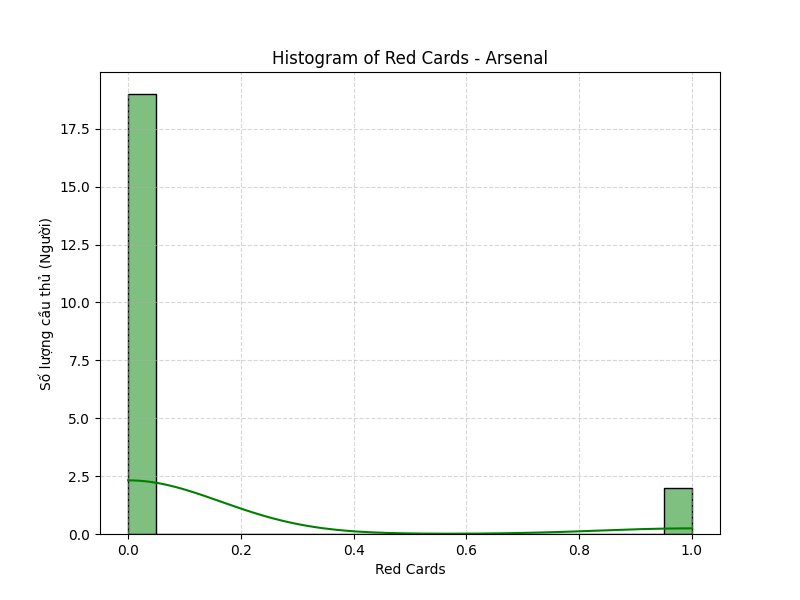 Histogram of Red Cards - Arsenal
Số lượng cầu thủ (Người)
17.5
15.0
12.5
10.0
7.5
5.0
2.5
0.0
0.0 0.2 0.4 0.6 0.8 1.0
Red Cards